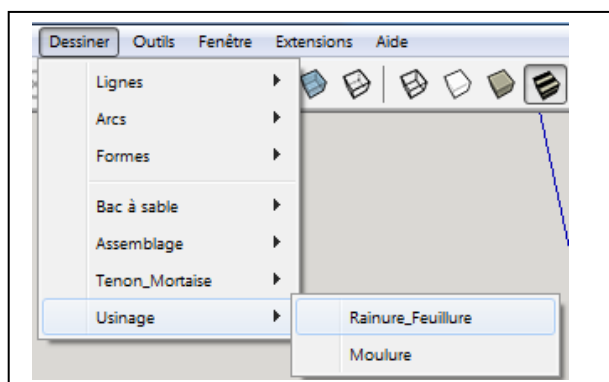 Dessiner Outils Fenêtre Extensions Aide
Lignes
Arcs
Formes
Bac à sable
Assemblage
Tenon_Mortaise
Usinage
Rainure_Feuillure
Moulure